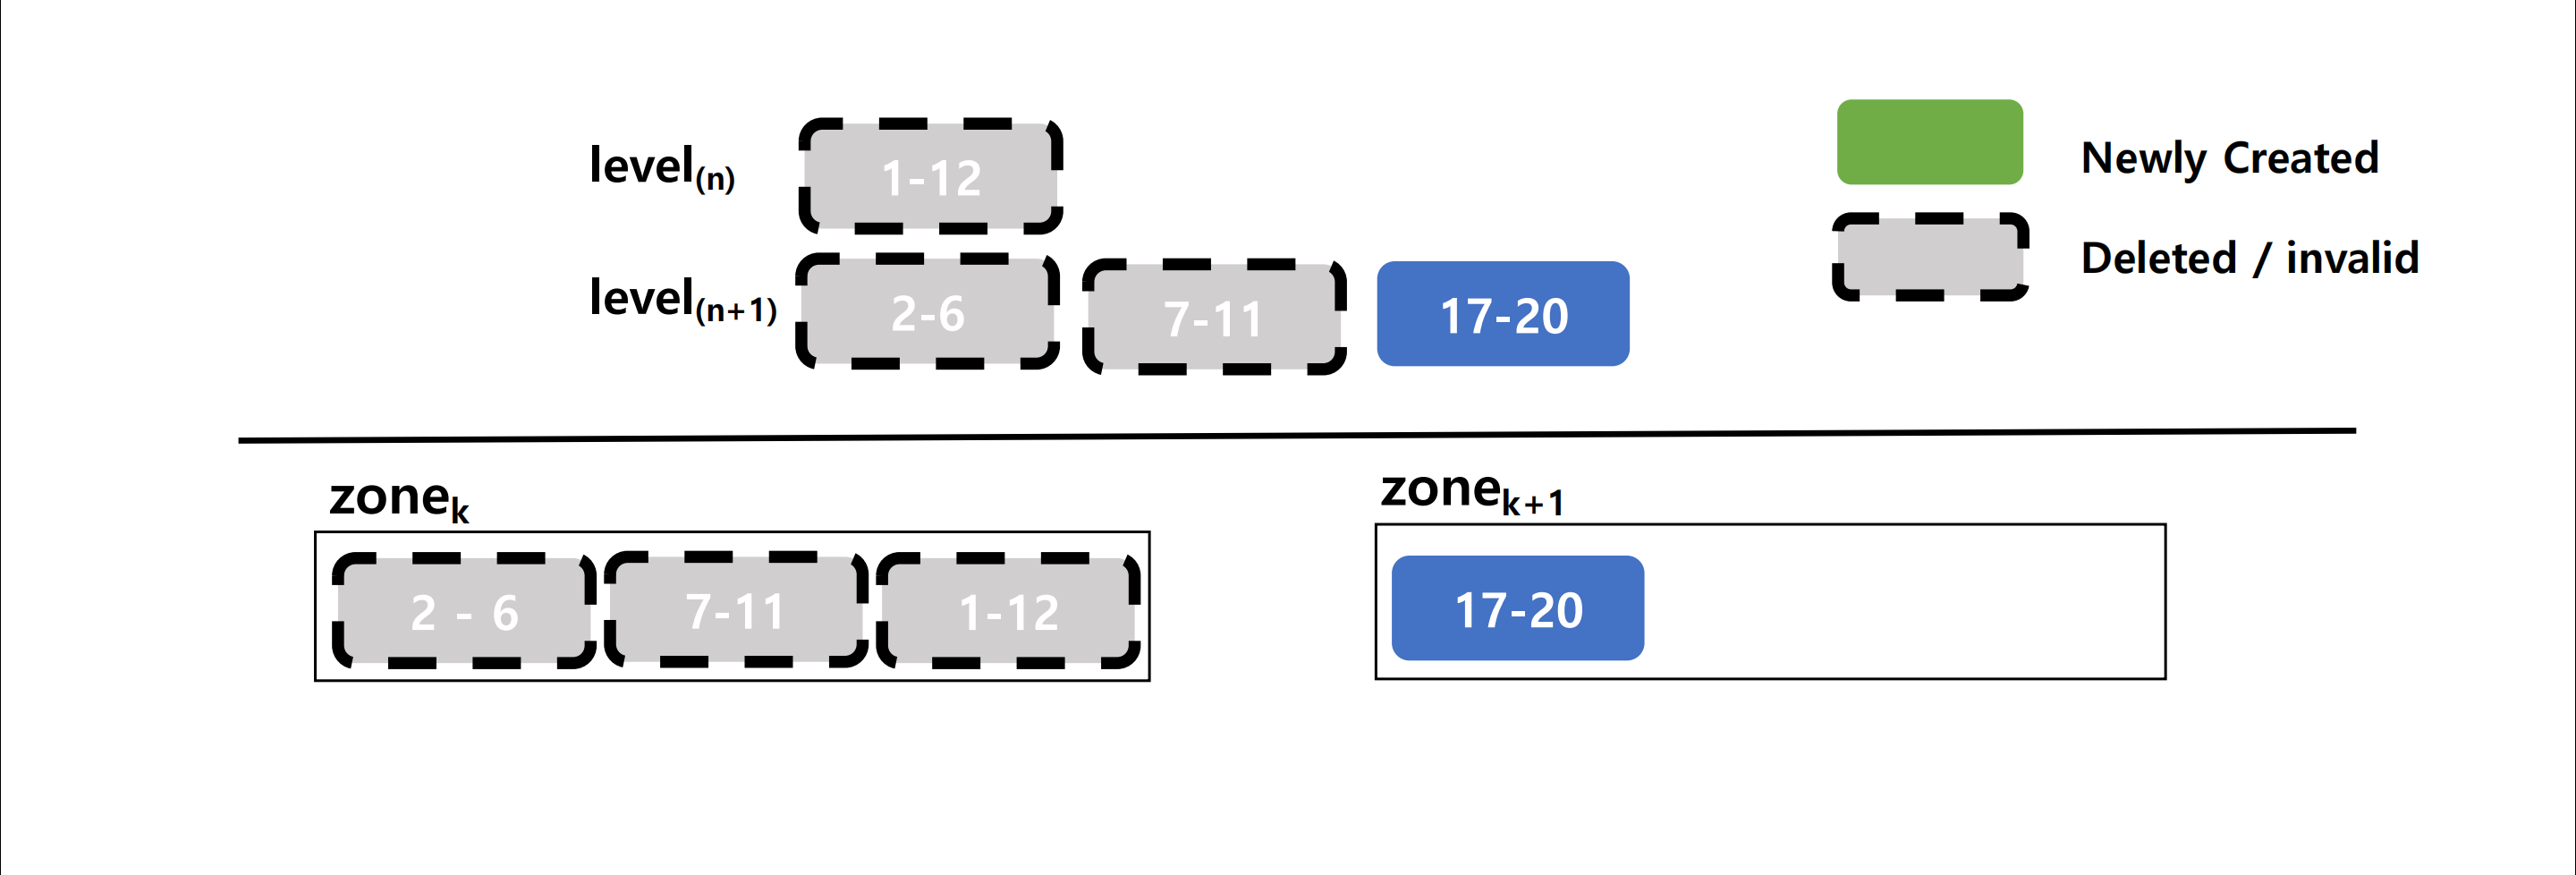 level(n) 1-12
Newly Created
level(n+1) 2-6 7-11 17-20
Deleted / invalid
zonek
zonek+1
2 - 6 7-11 1-12
17-20